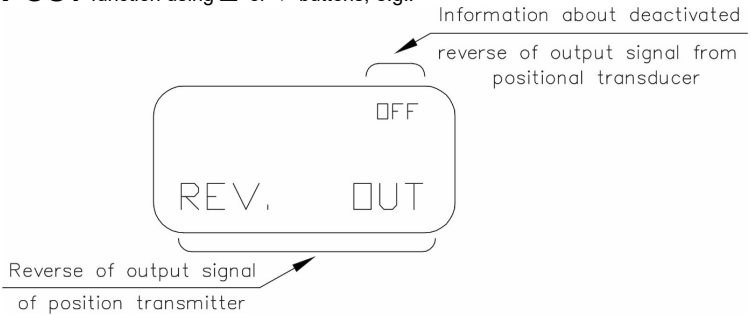 function using
buttons, e.g.:
Information about deactivated
reverse of output signal from
positional transducer
OFF
REV. OUT
Reverse of output signal
of position transmitter